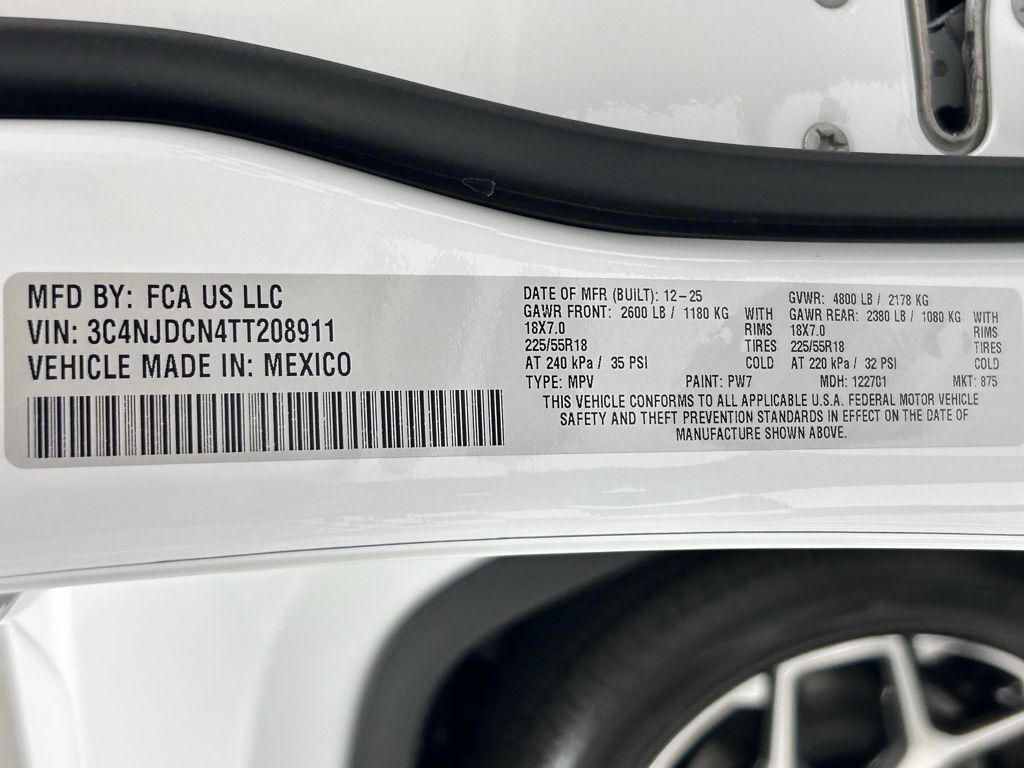 MFD BY: FCA US LLC
VIN: 3C4NJDCN4TT208911
VEHICLE MADE IN: MEXICO
DATE OF MFR (BUILT): 12-25
GAWR FRONT: 2600 LB / 1180 KG WITH
18X7.0 RIMS
225/55R18 TIRES
AT 240 kPa / 35 PSI COLD
GVWR: 4800 LB / 2178 KG
GAWR REAR: 2380 LB / 1080 KG WITH
18X7.0 RIMS
225/55R18 TIRES
AT 220 kPa / 32 PSI COLD
TYPE: MPV PAINT: PW7 MDH: 122701 MKT: 875
THIS VEHICLE CONFORMS TO ALL APPLICABLE U.S.A. FEDERAL MOTOR VEHICLE
SAFETY AND THEFT PREVENTION STANDARDS IN EFFECT ON THE DATE OF
MANUFACTURE SHOWN ABOVE.